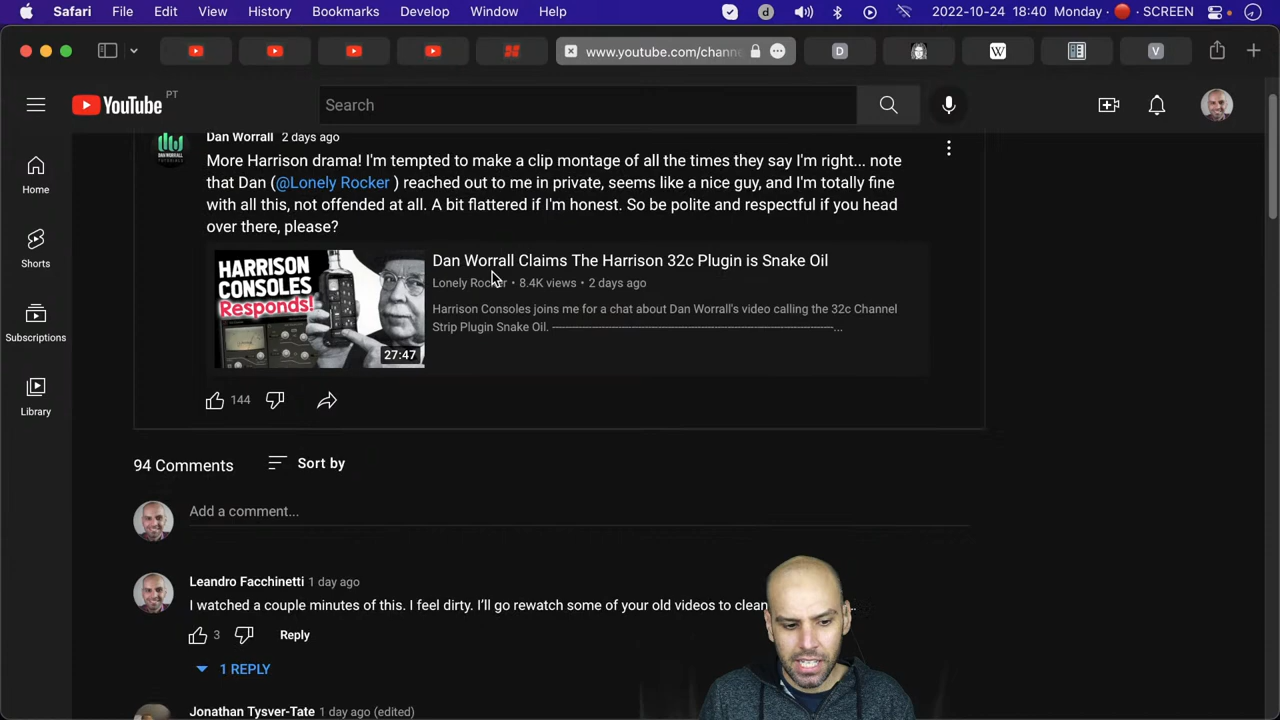 Safari File Edit View History Bookmarks Develop Window Help 2022-10-24 18:40 Monday SCREEN
www.youtube.com/chann
D
W
V
YouTube PT
Search
Dan Worrall 2 days ago
More Harrison drama! I'm tempted to make a clip montage of all the times they say I'm right... note
that Dan (@Lonely Rocker ) reached out to me in private, seems like a nice guy, and I'm totally fine
with all this, not offended at all. A bit flattered if I'm honest. So be polite and respectful if you head
over there, please?
HARRISON
CONSOLES
Responds!
27:47
Dan Worrall Claims The Harrison 32c Plugin is Snake Oil
Lonely Rocker • 8.4K views • 2 days ago
Harrison Consoles joins me for a chat about Dan Worrall's video calling the 32c Channel
Strip Plugin Snake Oil. ---------------------------------------------------------------------------...
144
Home
Shorts
Subscriptions
Library
94 Comments Sort by
Add a comment...
Leandro Facchinetti 1 day ago
I watched a couple minutes of this. I feel dirty. I'll go rewatch some of your old videos to clean
3 Reply
1 REPLY
Jonathan Tysver-Tate 1 day ago (edited)